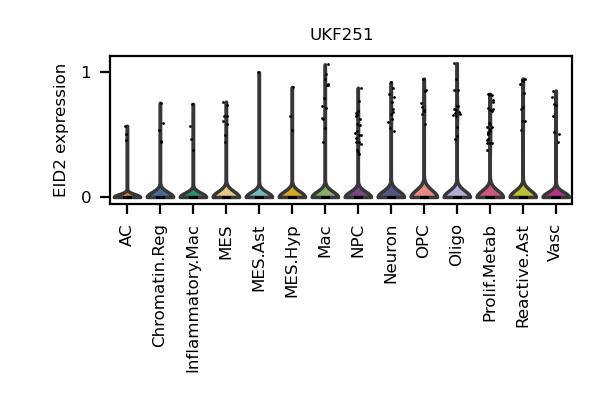 UKF251
EID2 expression
1
0
AC
Chromatin.Reg
Inflammatory.Mac
MES
MES.Ast
MES.Hyp
Mac
NPC
Neuron
OPC
Oligo
Prolif.Metab
Reactive.Ast
Vasc